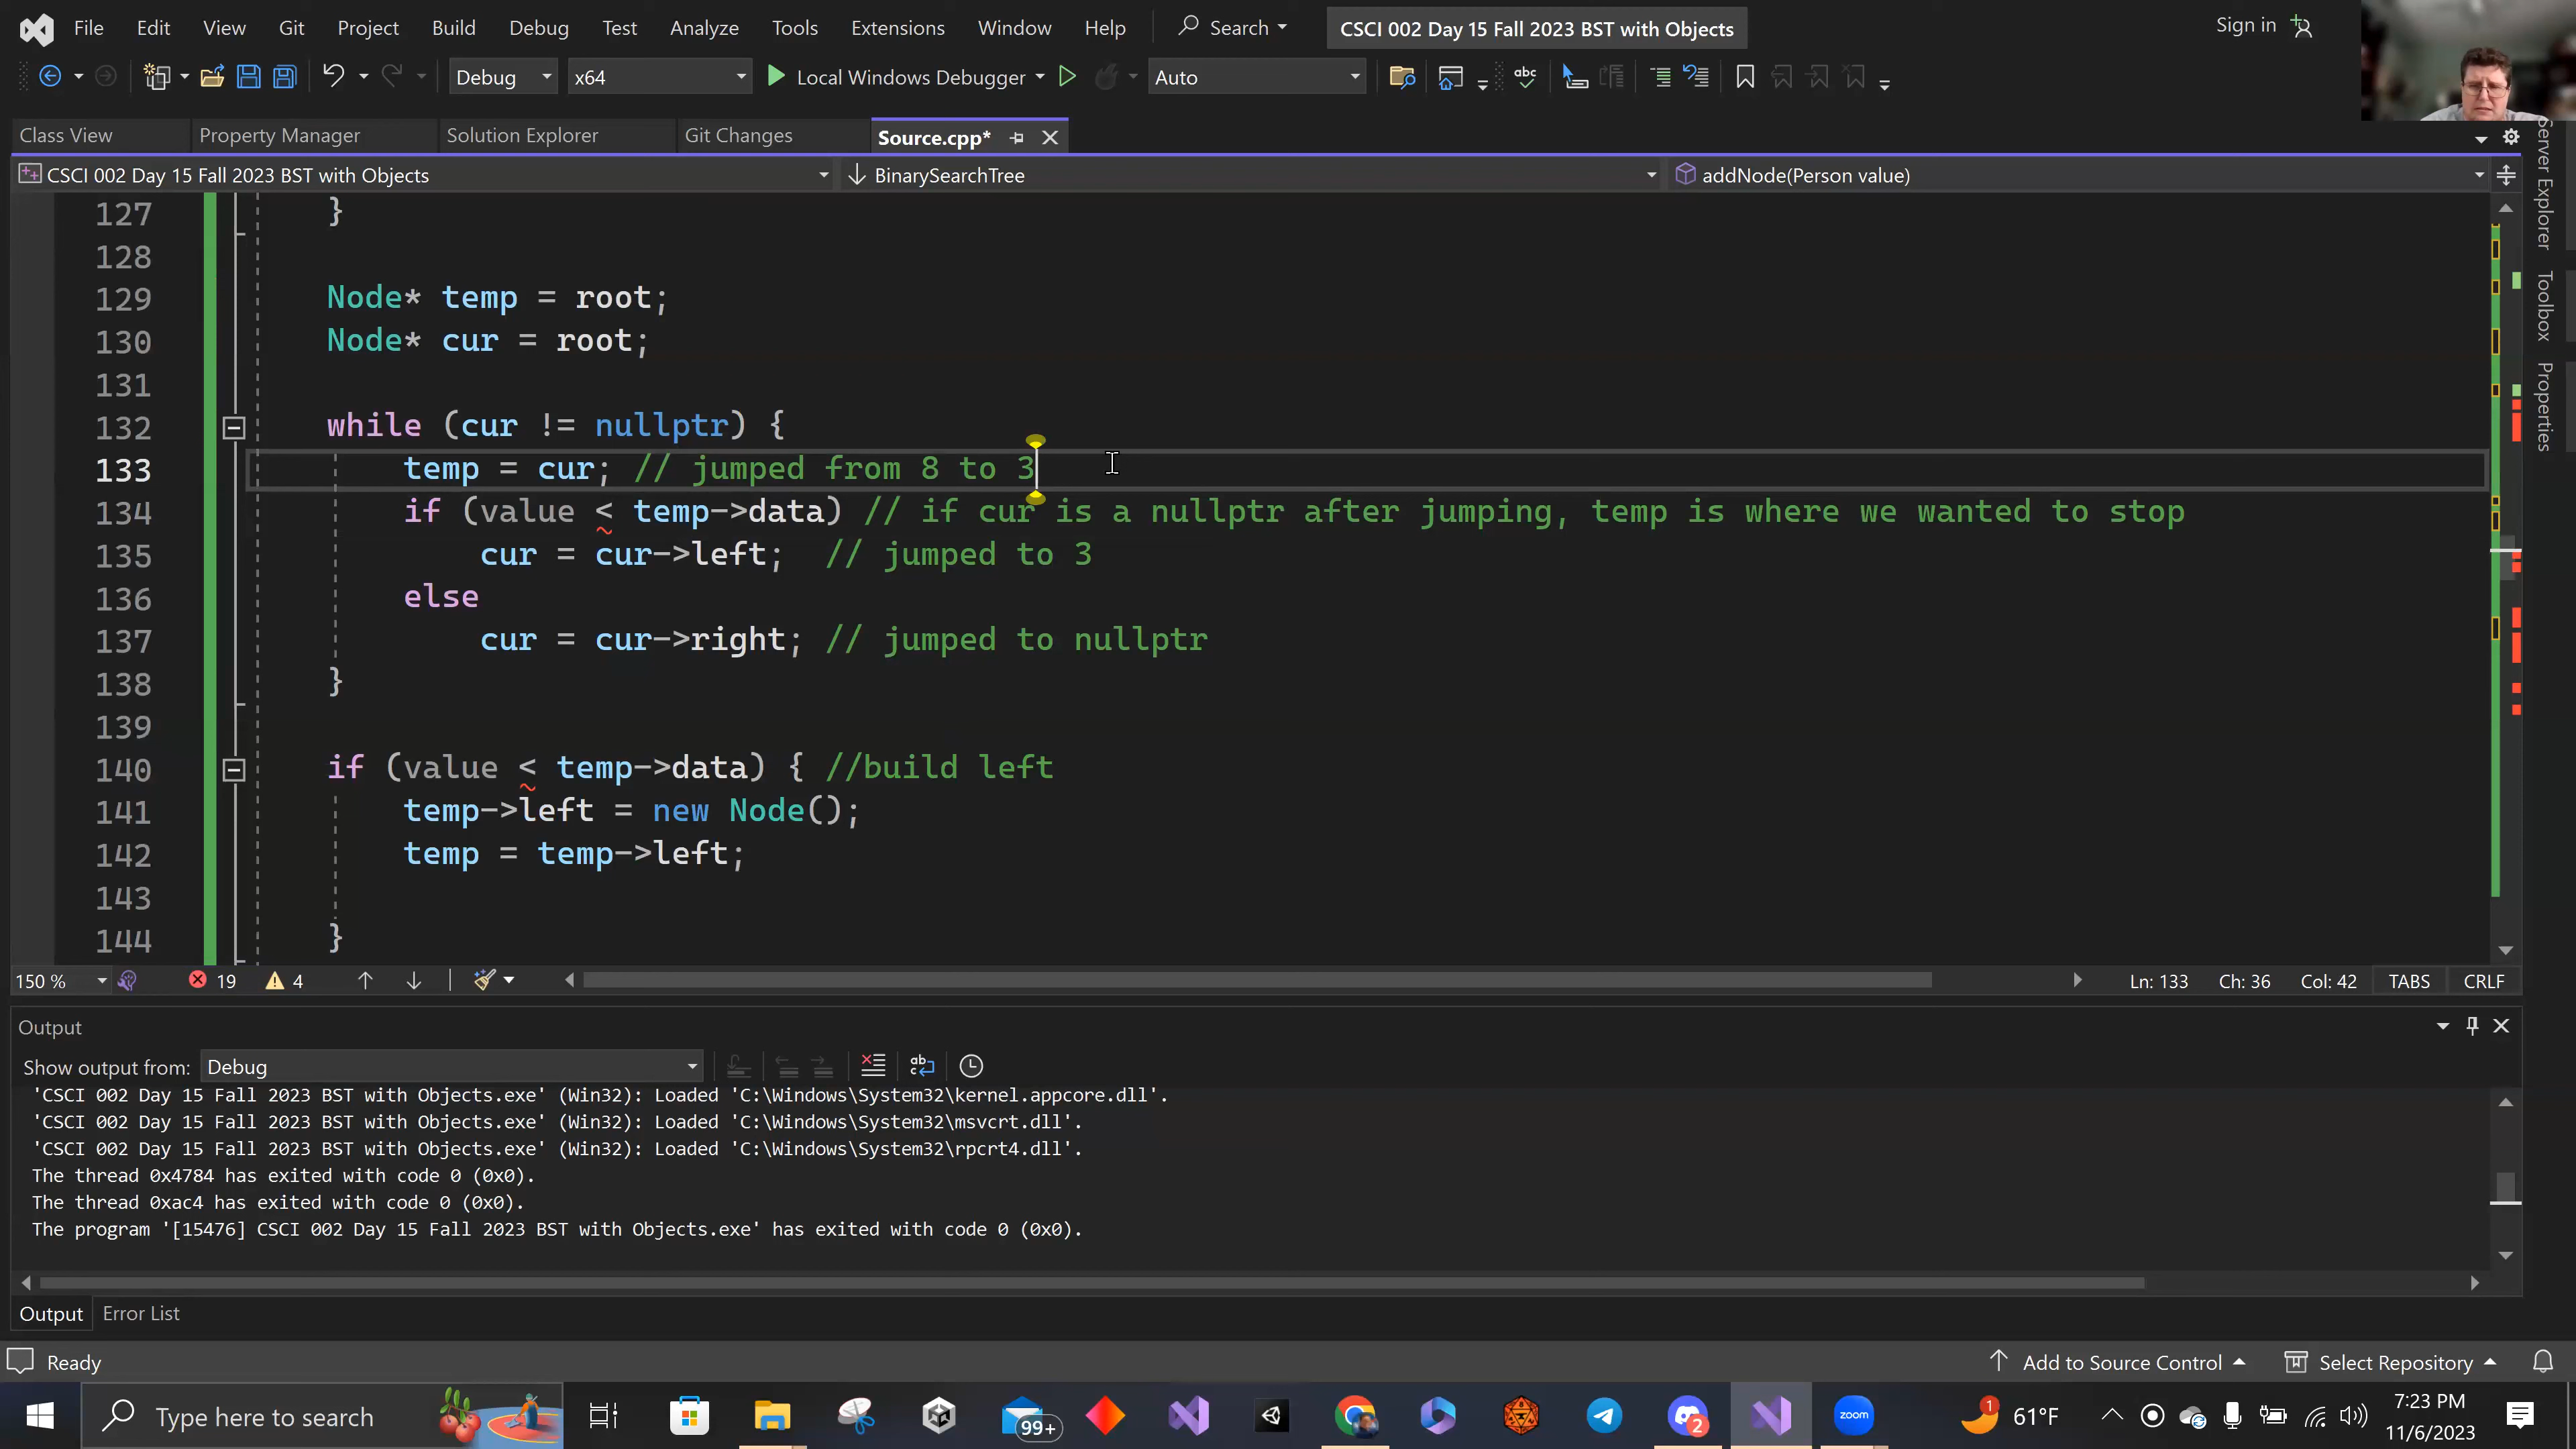 File Edit View Git Project Build Debug Test Analyze Tools Extensions Window Help Search CSCI 002 Day 15 Fall 2023 BST with Objects Sign in
Debug x64 Local Windows Debugger Auto
Class View Property Manager Solution Explorer Git Changes Source.cpp*
CSCI 002 Day 15 Fall 2023 BST with Objects BinarySearchTree addNode(Person value)
127 }
128
129 Node* temp = root;
130 Node* cur = root;
131
132 while (cur != nullptr) {
133 temp = cur; // jumped from 8 to 3
134 if (value < temp->data) // if cur is a nullptr after jumping, temp is where we wanted to stop
135 cur = cur->left; // jumped to 3
136 else
137 cur = cur->right; // jumped to nullptr
138 }
139
140 if (value < temp->data) { //build left
141 temp->left = new Node();
142 temp = temp->left;
143
144 }
150 % 19 4 Ln: 133 Ch: 36 Col: 42 TABS CRLF
Server Explorer
Toolbox
Properties
Output
Show output from: Debug
'CSCI 002 Day 15 Fall 2023 BST with Objects.exe' (Win32): Loaded 'C:\Windows\System32\kernel.appcore.dll'.
'CSCI 002 Day 15 Fall 2023 BST with Objects.exe' (Win32): Loaded 'C:\Windows\System32\msvcrt.dll'.
'CSCI 002 Day 15 Fall 2023 BST with Objects.exe' (Win32): Loaded 'C:\Windows\System32\rpcrt4.dll'.
The thread 0x4784 has exited with code 0 (0x0).
The thread 0xac4 has exited with code 0 (0x0).
The program '[15476] CSCI 002 Day 15 Fall 2023 BST with Objects.exe' has exited with code 0 (0x0).
Output Error List
Ready Add to Source Control Select Repository
Type here to search 99+ 2 zoom 1 61°F 7:23 PM
11/6/2023